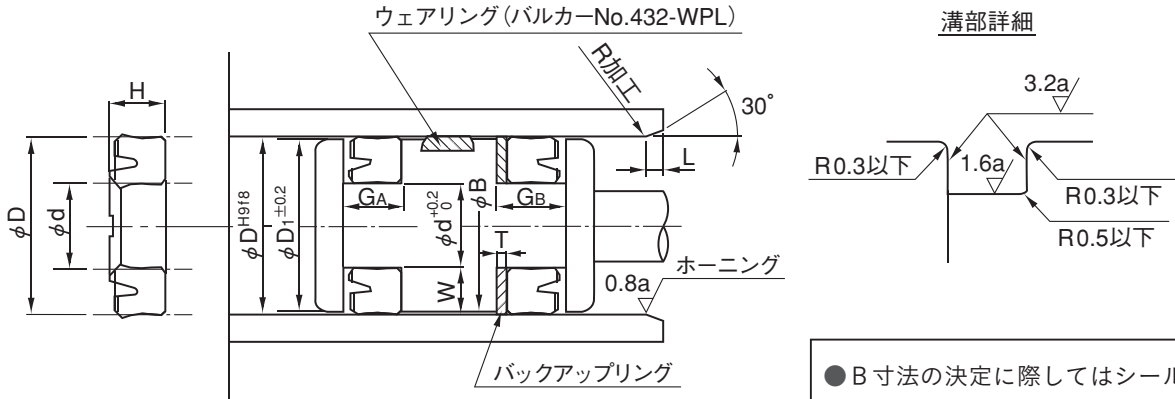 ウェアリング(バルカーNo.432-WPL)
R加工
30°
H
L
φD
φd
φDH9f8
φD1±0.2
GA
φd+0.2 0
φB
GB
T
W
0.8a
ホーニング
バックアップリング
溝部詳細
3.2a
R0.3以下
1.6a
R0.3以下
R0.5以下
●B寸法の決定に際してはシール